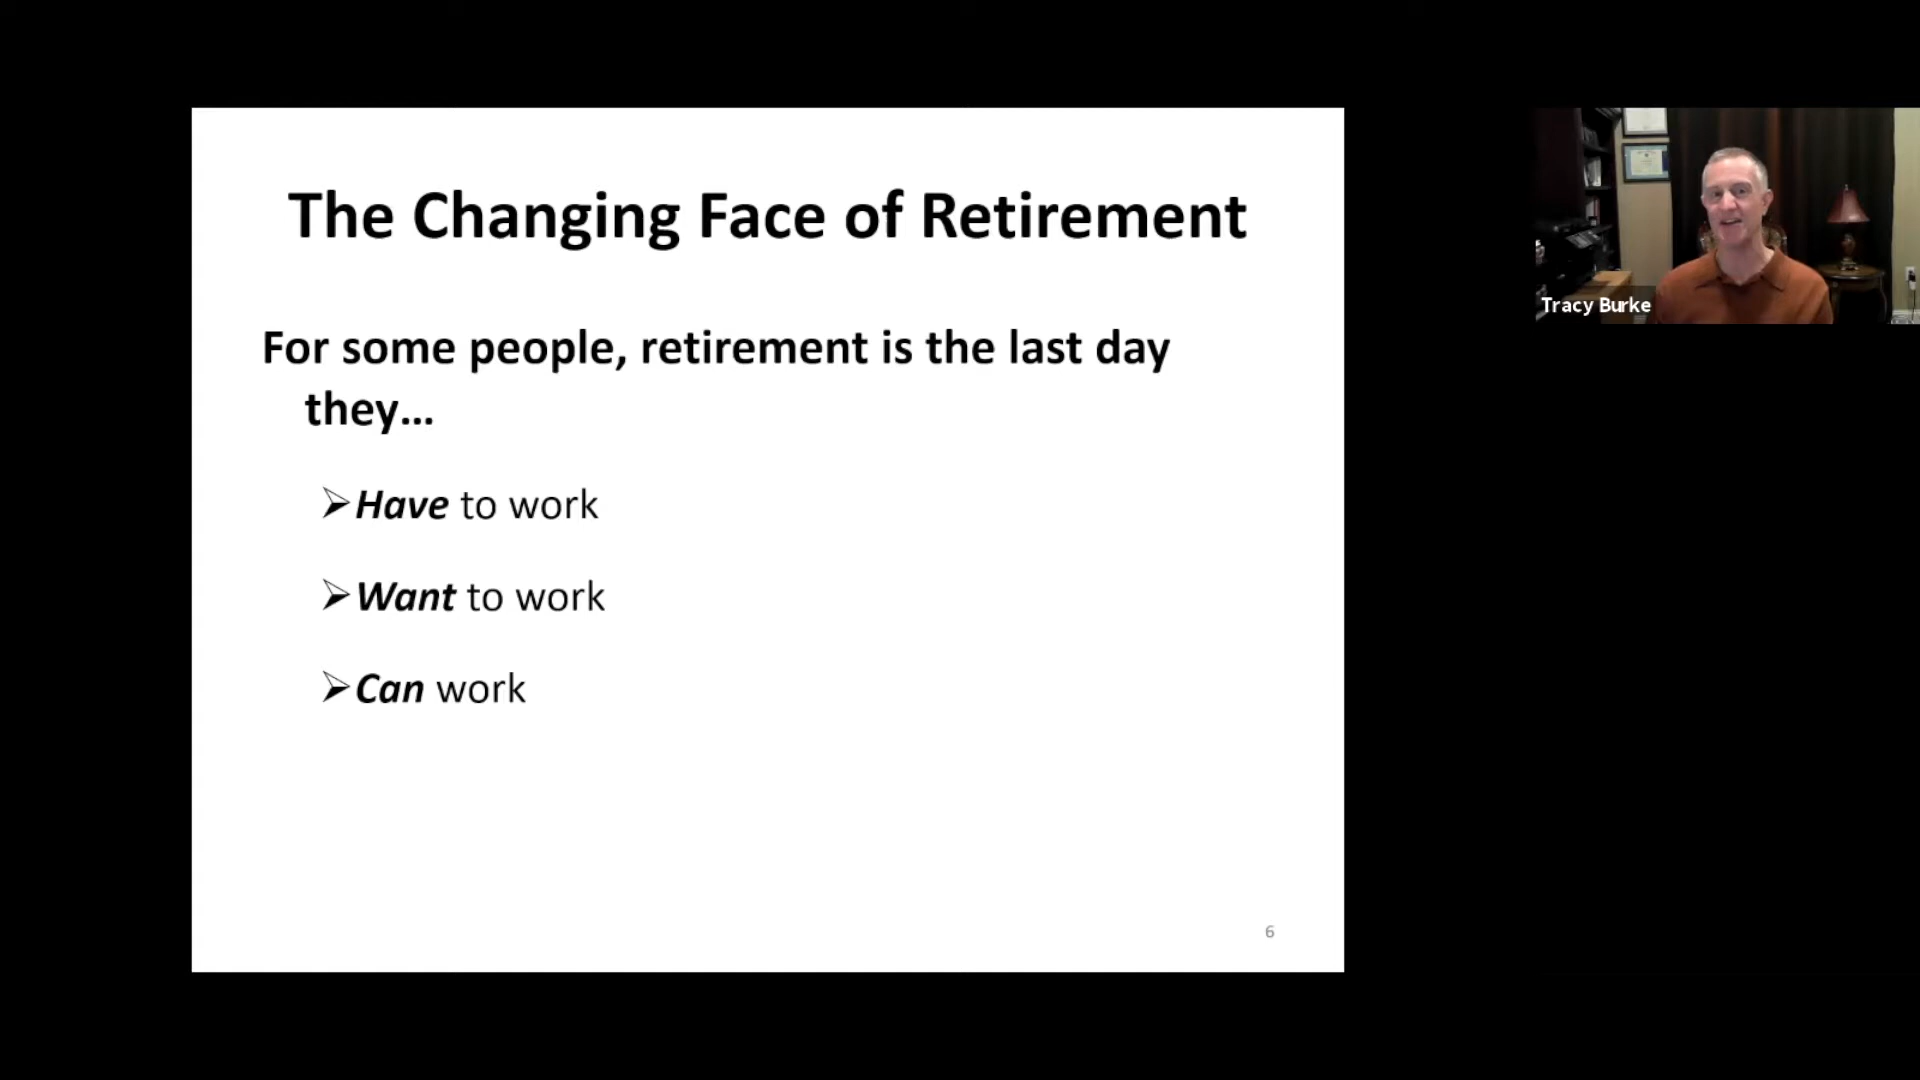 The Changing Face of Retirement
For some people, retirement is the last day
they…
➢Have to work
➢Want to work
➢Can work
6
Tracy Burke